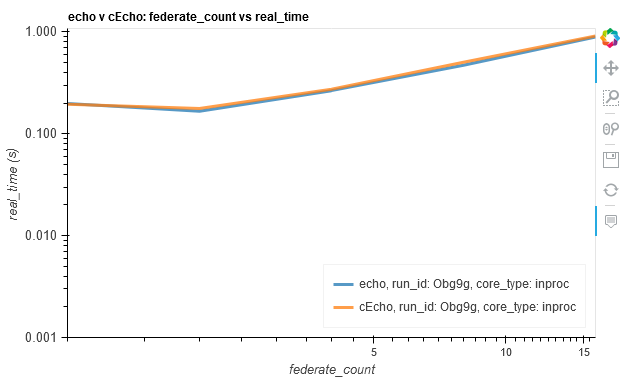 echo v cEcho: federate_count vs real_time
1.000
0.100
0.010
0.001
real_time (s)
echo, run_id: Obg9g, core_type: inproc
cEcho, run_id: Obg9g, core_type: inproc
5
10
15
federate_count